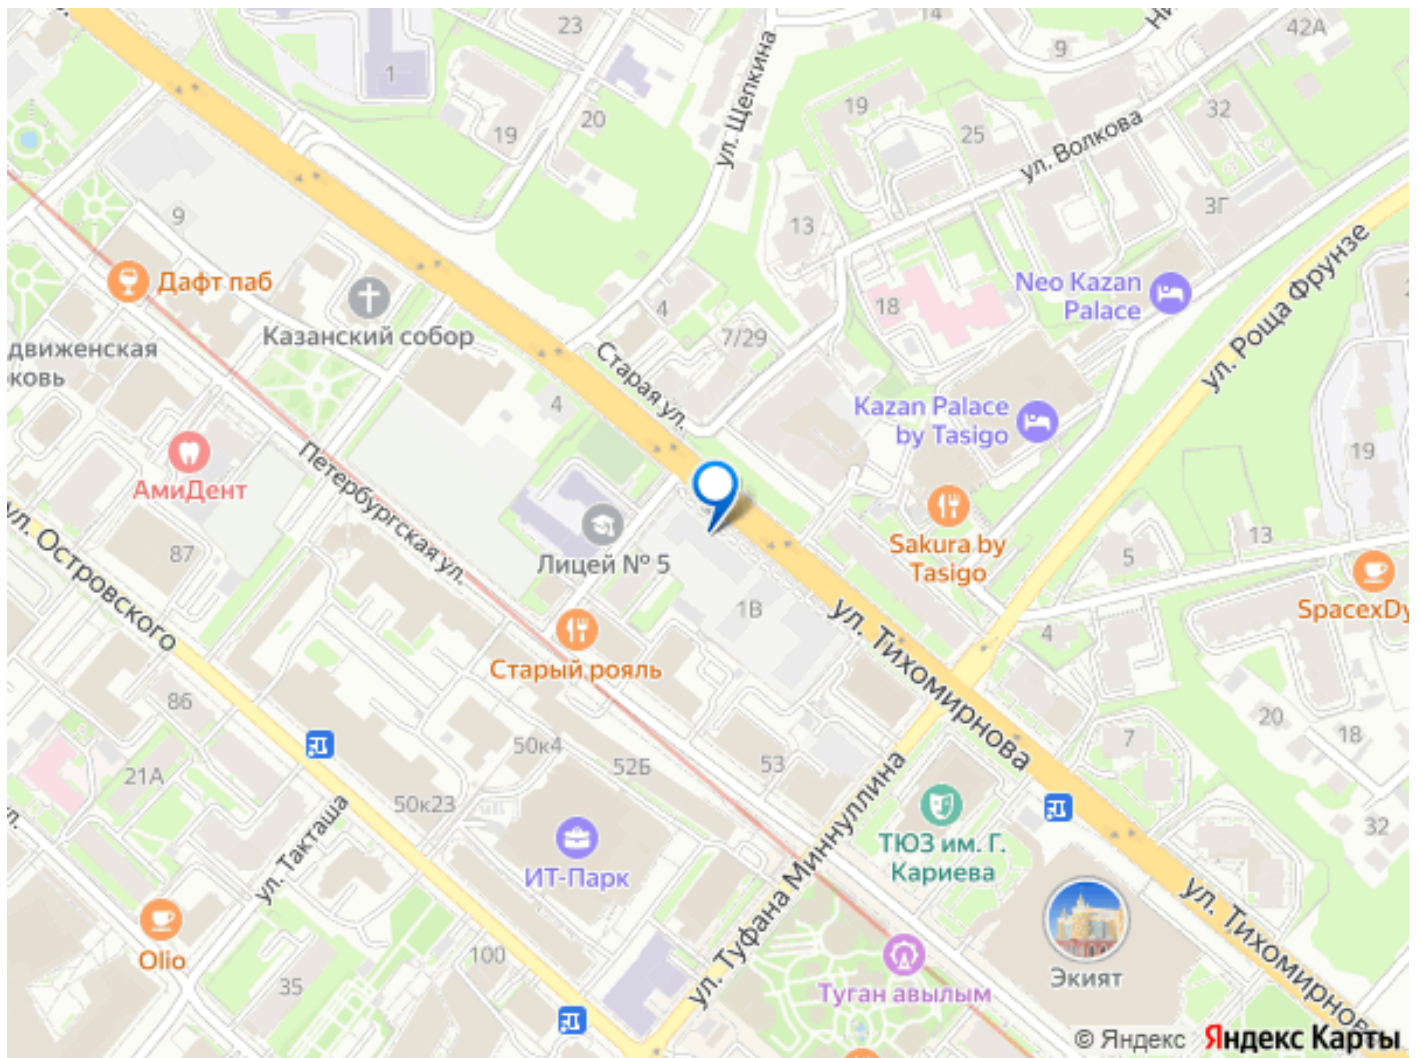 23
14
42А
1
9
19
20
ул. Щепкина
19
25
32
ул. Волкова
9
13
3Г
Дафт паб
Казанский собор
4
7/29
18
Neo Kazan
Palace
ул. Роща Фрунзе
движенская
ковь
Старая ул.
4
Kazan Palace
by Tasigo
19
АмиДент
Петербургская ул.
ул. Островского
87
Лицей № 5
Sakura by
Tasigo
5
13
SpacexDy
1В
ул. Тихомирнова
4
Старый рояль
86
20
18
7
21А
50к4
52Б
53
50к23
ул. Такташа
ул.
ИТ-Парк
ул. Туфана Миннуллина
ТЮЗ им. Г.
Кариева
32
ул. Тихомирнова
Olio
100
35
Туган авылым
Экият
© Яндекс Яндекс Карты